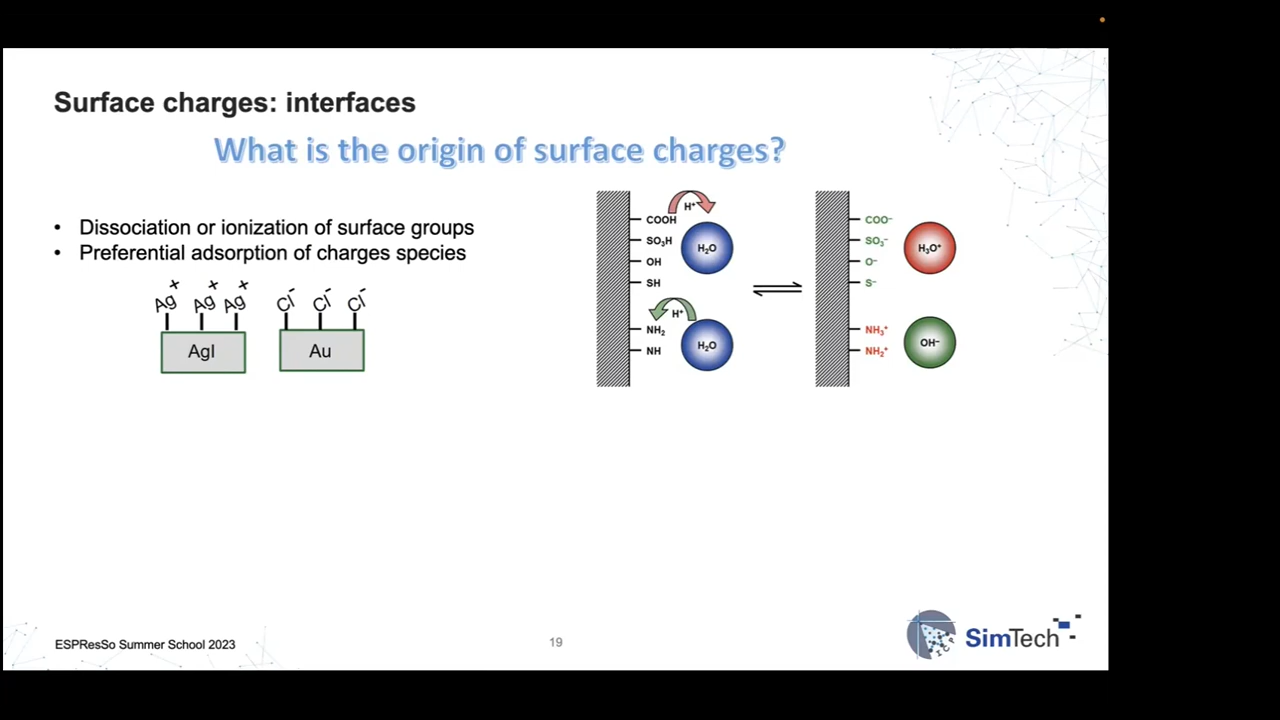 Surface charges: interfaces
What is the origin of surface charges?
• Dissociation or ionization of surface groups
• Preferential adsorption of charges species
Ag⁺ Ag⁺ Ag⁺
Cl⁻ Cl⁻ Cl⁻
AgI
Au
H⁺
COOH
SO₃H
OH
SH
H₂O
H⁺
NH₂
NH
H₂O
COO⁻
SO₃⁻
O⁻
S⁻
H₃O⁺
NH₃⁺
NH₂⁺
OH⁻
ESPResSo Summer School 2023
19
ICP
SimTech